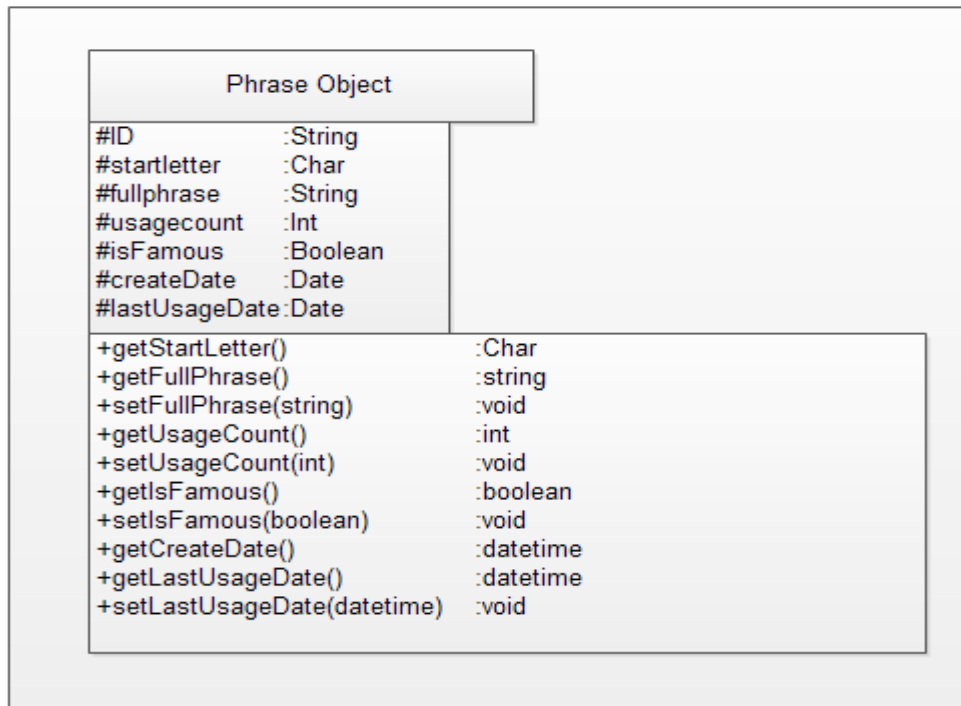 Phrase Object
#ID :String
#startletter :Char
#fullphrase :String
#usagecount :Int
#isFamous :Boolean
#createDate :Date
#lastUsageDate :Date
+getStartLetter() :Char
+getFullPhrase() :string
+setFullPhrase(string) :void
+getUsageCount() :int
+setUsageCount(int) :void
+getIsFamous() :boolean
+setIsFamous(boolean) :void
+getCreateDate() :datetime
+getLastUsageDate() :datetime
+setLastUsageDate(datetime) :void